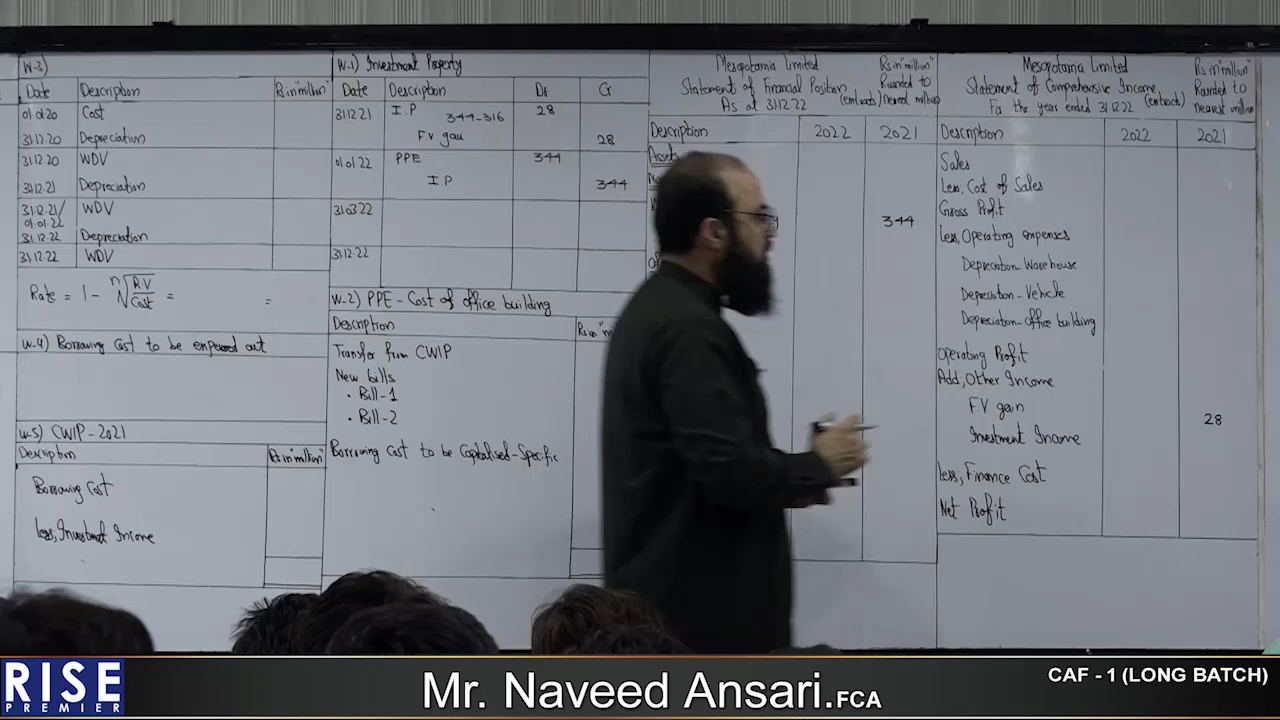 W-3)
Date Description Rs in "million"
01.01.20 Cost
31.12.20 Depreciation
31.12.20 WDV
31.12.21 Depreciation
31.12.21/ WDV
01.01.22
31.12.22 Depreciation
31.12.22 WDV
Rate = 1 - n√RV/Cost = =
W-4) Borrowing Cost to be expensed out
W-5) CWIP-2021
Description Rs in "million"
Borrowing Cost
Less, Investment Income
W-1) Investment Property
Date Description Dr Cr
31.12.21 I.P 28
344-316
FV gain 28
01.01.22 PPE 344
I.P 344
31.03.22
31.12.22
W-2) PPE - Cost of office building
Description Rs in
Transfer from CWIP
New bills
• Bill-1
• Bill-2
Borrowing Cost to be Capitalised-Specific
Mesopotamia Limited Rs in "million"
Statement of Financial Position Rounded to
As at 31.12.22 (extracts) nearest million
Description 2022 2021
Assets
344
Mesopotamia Limited Rs in "million"
Statement of Comprehensive Income Rounded to
For the year ended 31.12.22 (extracts) nearest million
Description 2022 2021
Sales
Less, Cost of Sales
Gross Profit
Less, Operating expenses
Depreciation-Warehouse
Depreciation-Vehicle
Depreciation-office building
Operating Profit
Add, Other Income
FV gain 28
Investment Income
Less, Finance Cost
Net Profit
RISE
PREMIER
Mr. Naveed Ansari.FCA
CAF - 1 (LONG BATCH)